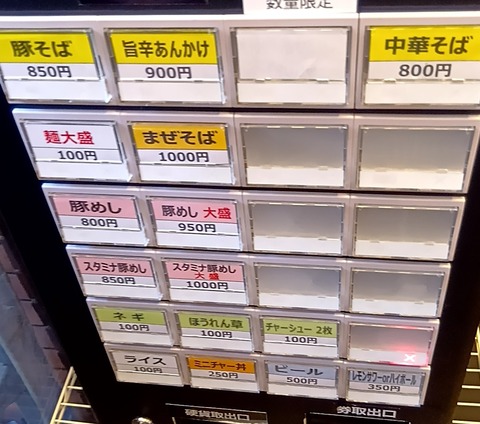 数量限定
豚そば
850円
旨辛あんかけ
900円
中華そば
800円
麺大盛
100円
まぜそば
1000円
豚めし
800円
豚めし 大盛
950円
スタミナ豚めし
850円
スタミナ豚めし
大盛
1000円
ネギ
100円
ほうれん草
100円
チャーシュー 2枚
100円
×
ライス
100円
ミニチャー丼
250円
ビール
500円
レモンサワーorハイボール
350円
硬貨取出口
券取出口